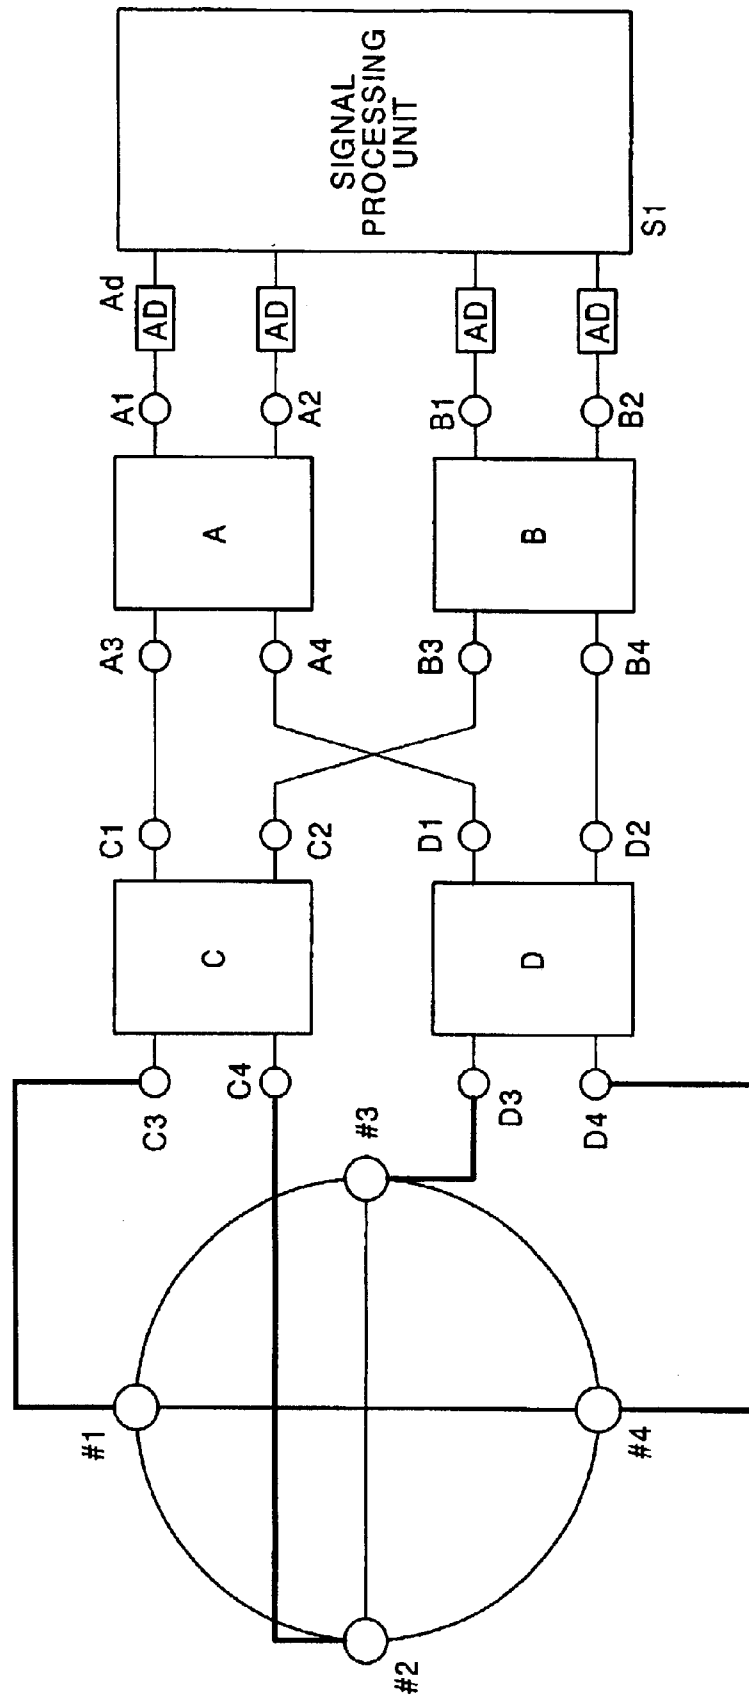 SIGNAL
PROCESSING
UNIT
S1
Ad
AD
AD
AD
AD
A1
A2
B1
B2
A
B
A3
A4
B3
B4
C1
C2
D1
D2
C
D
C3
C4
D3
D4
#1
#2
#3
#4